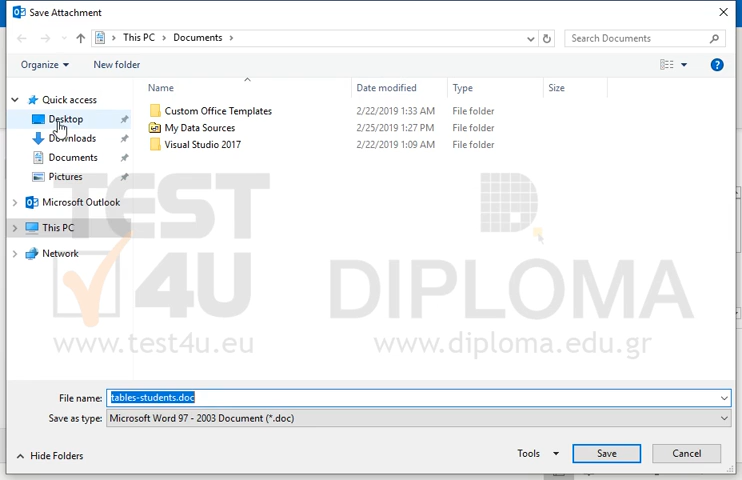 Save Attachment
This PC > Documents >
Search Documents
Organize
New folder
Name
Date modified
Type
Size
Quick access
Desktop
Downloads
Documents
Pictures
Microsoft Outlook
This PC
Network
Custom Office Templates 2/22/2019 1:33 AM File folder
My Data Sources 2/25/2019 1:27 PM File folder
Visual Studio 2017 2/22/2019 1:09 AM File folder
TEST
4U
DIPLOMA
www.test4u.eu
www.diploma.edu.gr
File name: tables-students.doc
Save as type: Microsoft Word 97 - 2003 Document (*.doc)
Hide Folders
Tools
Save
Cancel